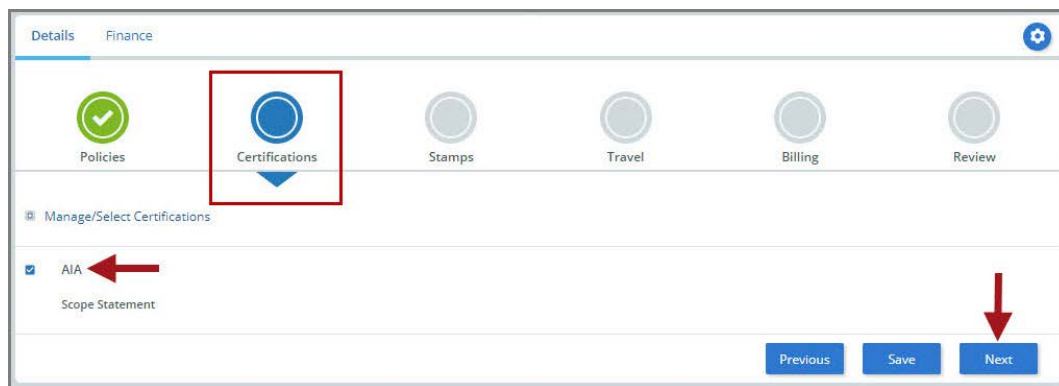 Details Finance
Policies Certifications Stamps Travel Billing Review
Manage/Select Certifications
AIA
Scope Statement
Previous Save Next